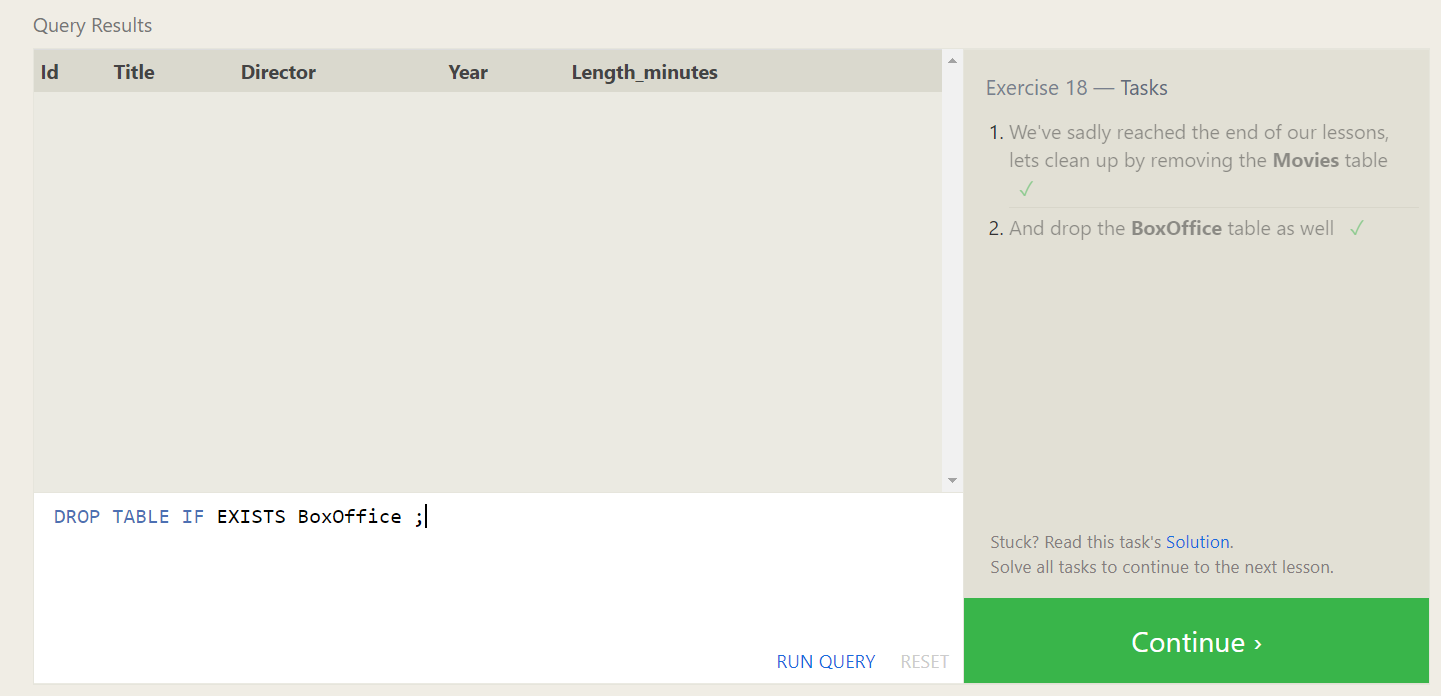 Query Results
Id Title Director Year Length_minutes
Exercise 18 — Tasks
1. We've sadly reached the end of our lessons,
lets clean up by removing the Movies table
✓
2. And drop the BoxOffice table as well ✓
DROP TABLE IF EXISTS BoxOffice ;
Stuck? Read this task's Solution.
Solve all tasks to continue to the next lesson.
RUN QUERY RESET
Continue ›